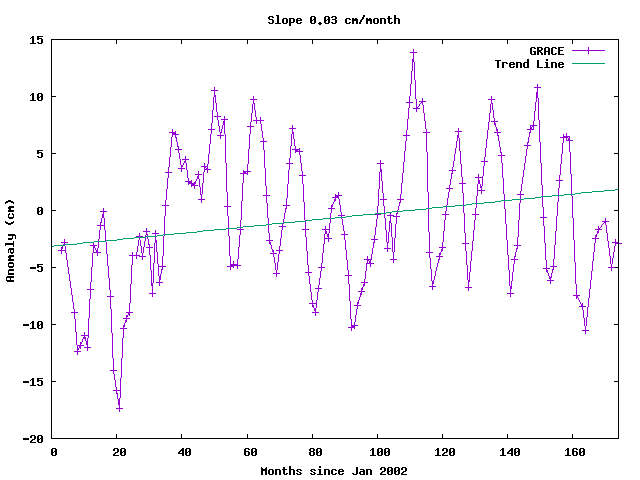 Slope 0.03 cm/month
GRACE
Trend Line
15
10
5
0
-5
-10
-15
-20
Anomaly (cm)
0 20 40 60 80 100 120 140 160
Months since Jan 2002